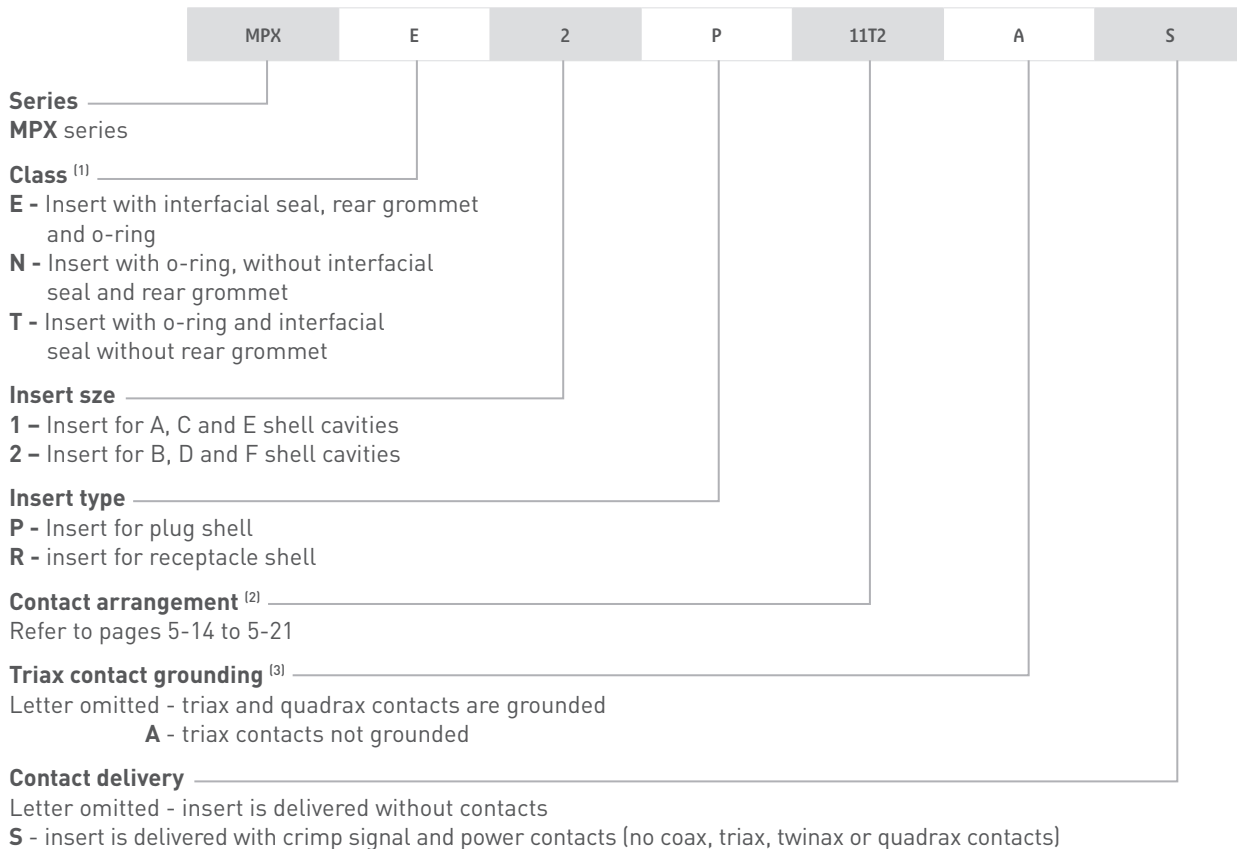 MPX E 2 P 11T2 A S
Series
MPX series
Class (1)
E - Insert with interfacial seal, rear grommet
and o-ring
N - Insert with o-ring, without interfacial
seal and rear grommet
T - Insert with o-ring and interfacial
seal without rear grommet
Insert sze
1 – Insert for A, C and E shell cavities
2 – Insert for B, D and F shell cavities
Insert type
P - Insert for plug shell
R - insert for receptacle shell
Contact arrangement (2)
Refer to pages 5-14 to 5-21
Triax contact grounding (3)
Letter omitted - triax and quadrax contacts are grounded
A - triax contacts not grounded
Contact delivery
Letter omitted - insert is delivered without contacts
S - insert is delivered with crimp signal and power contacts (no coax, triax, twinax or quadrax contacts)